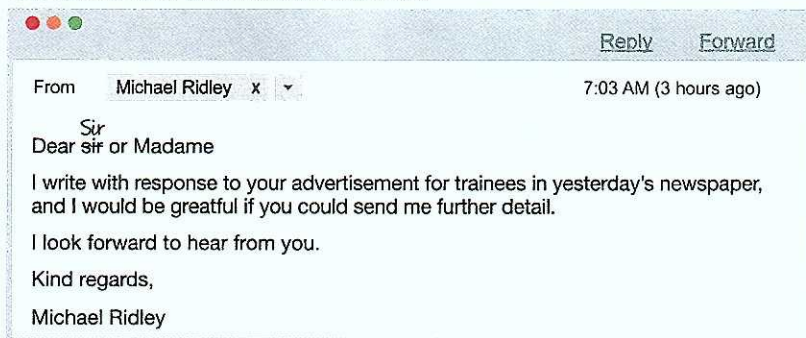 Reply Forward
From Michael Ridley x 7:03 AM (3 hours ago)
Sir
Dear sir or Madame
I write with response to your advertisement for trainees in yesterday's newspaper,
and I would be greatful if you could send me further detail.
I look forward to hear from you.
Kind regards,
Michael Ridley